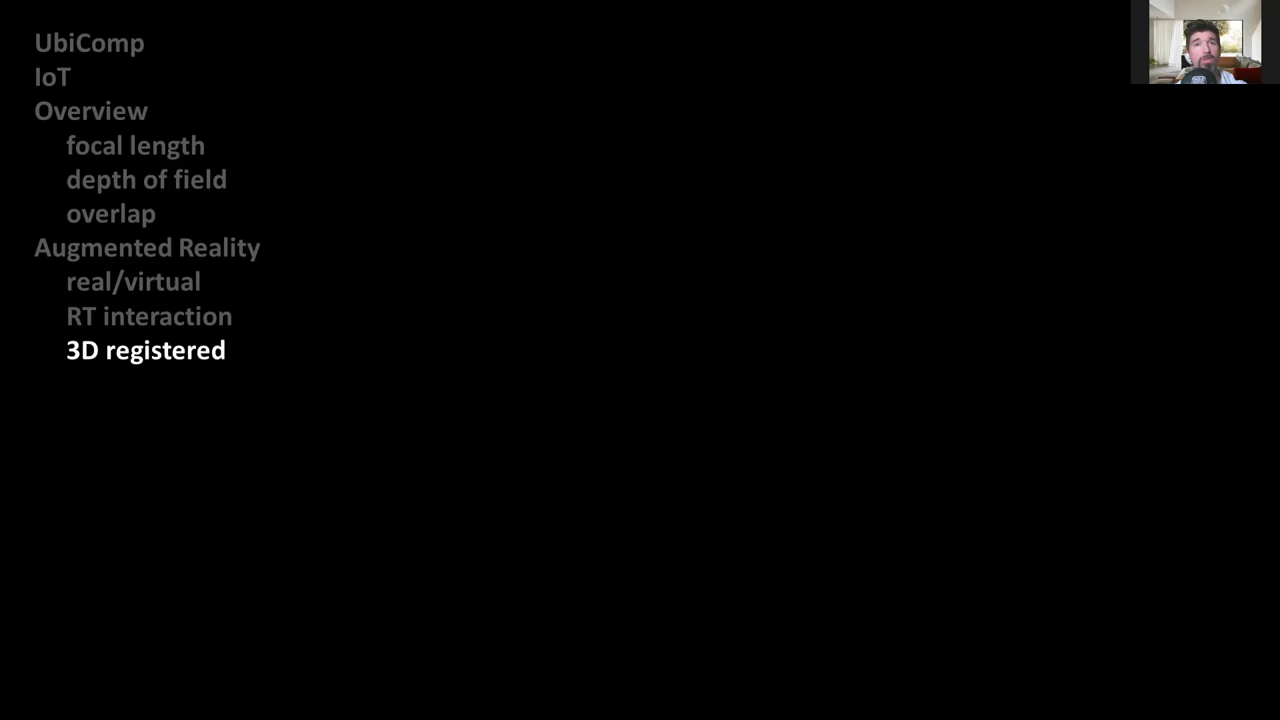 UbiComp
IoT
Overview
focal length
depth of field
overlap
Augmented Reality
real/virtual
RT interaction
3D registered